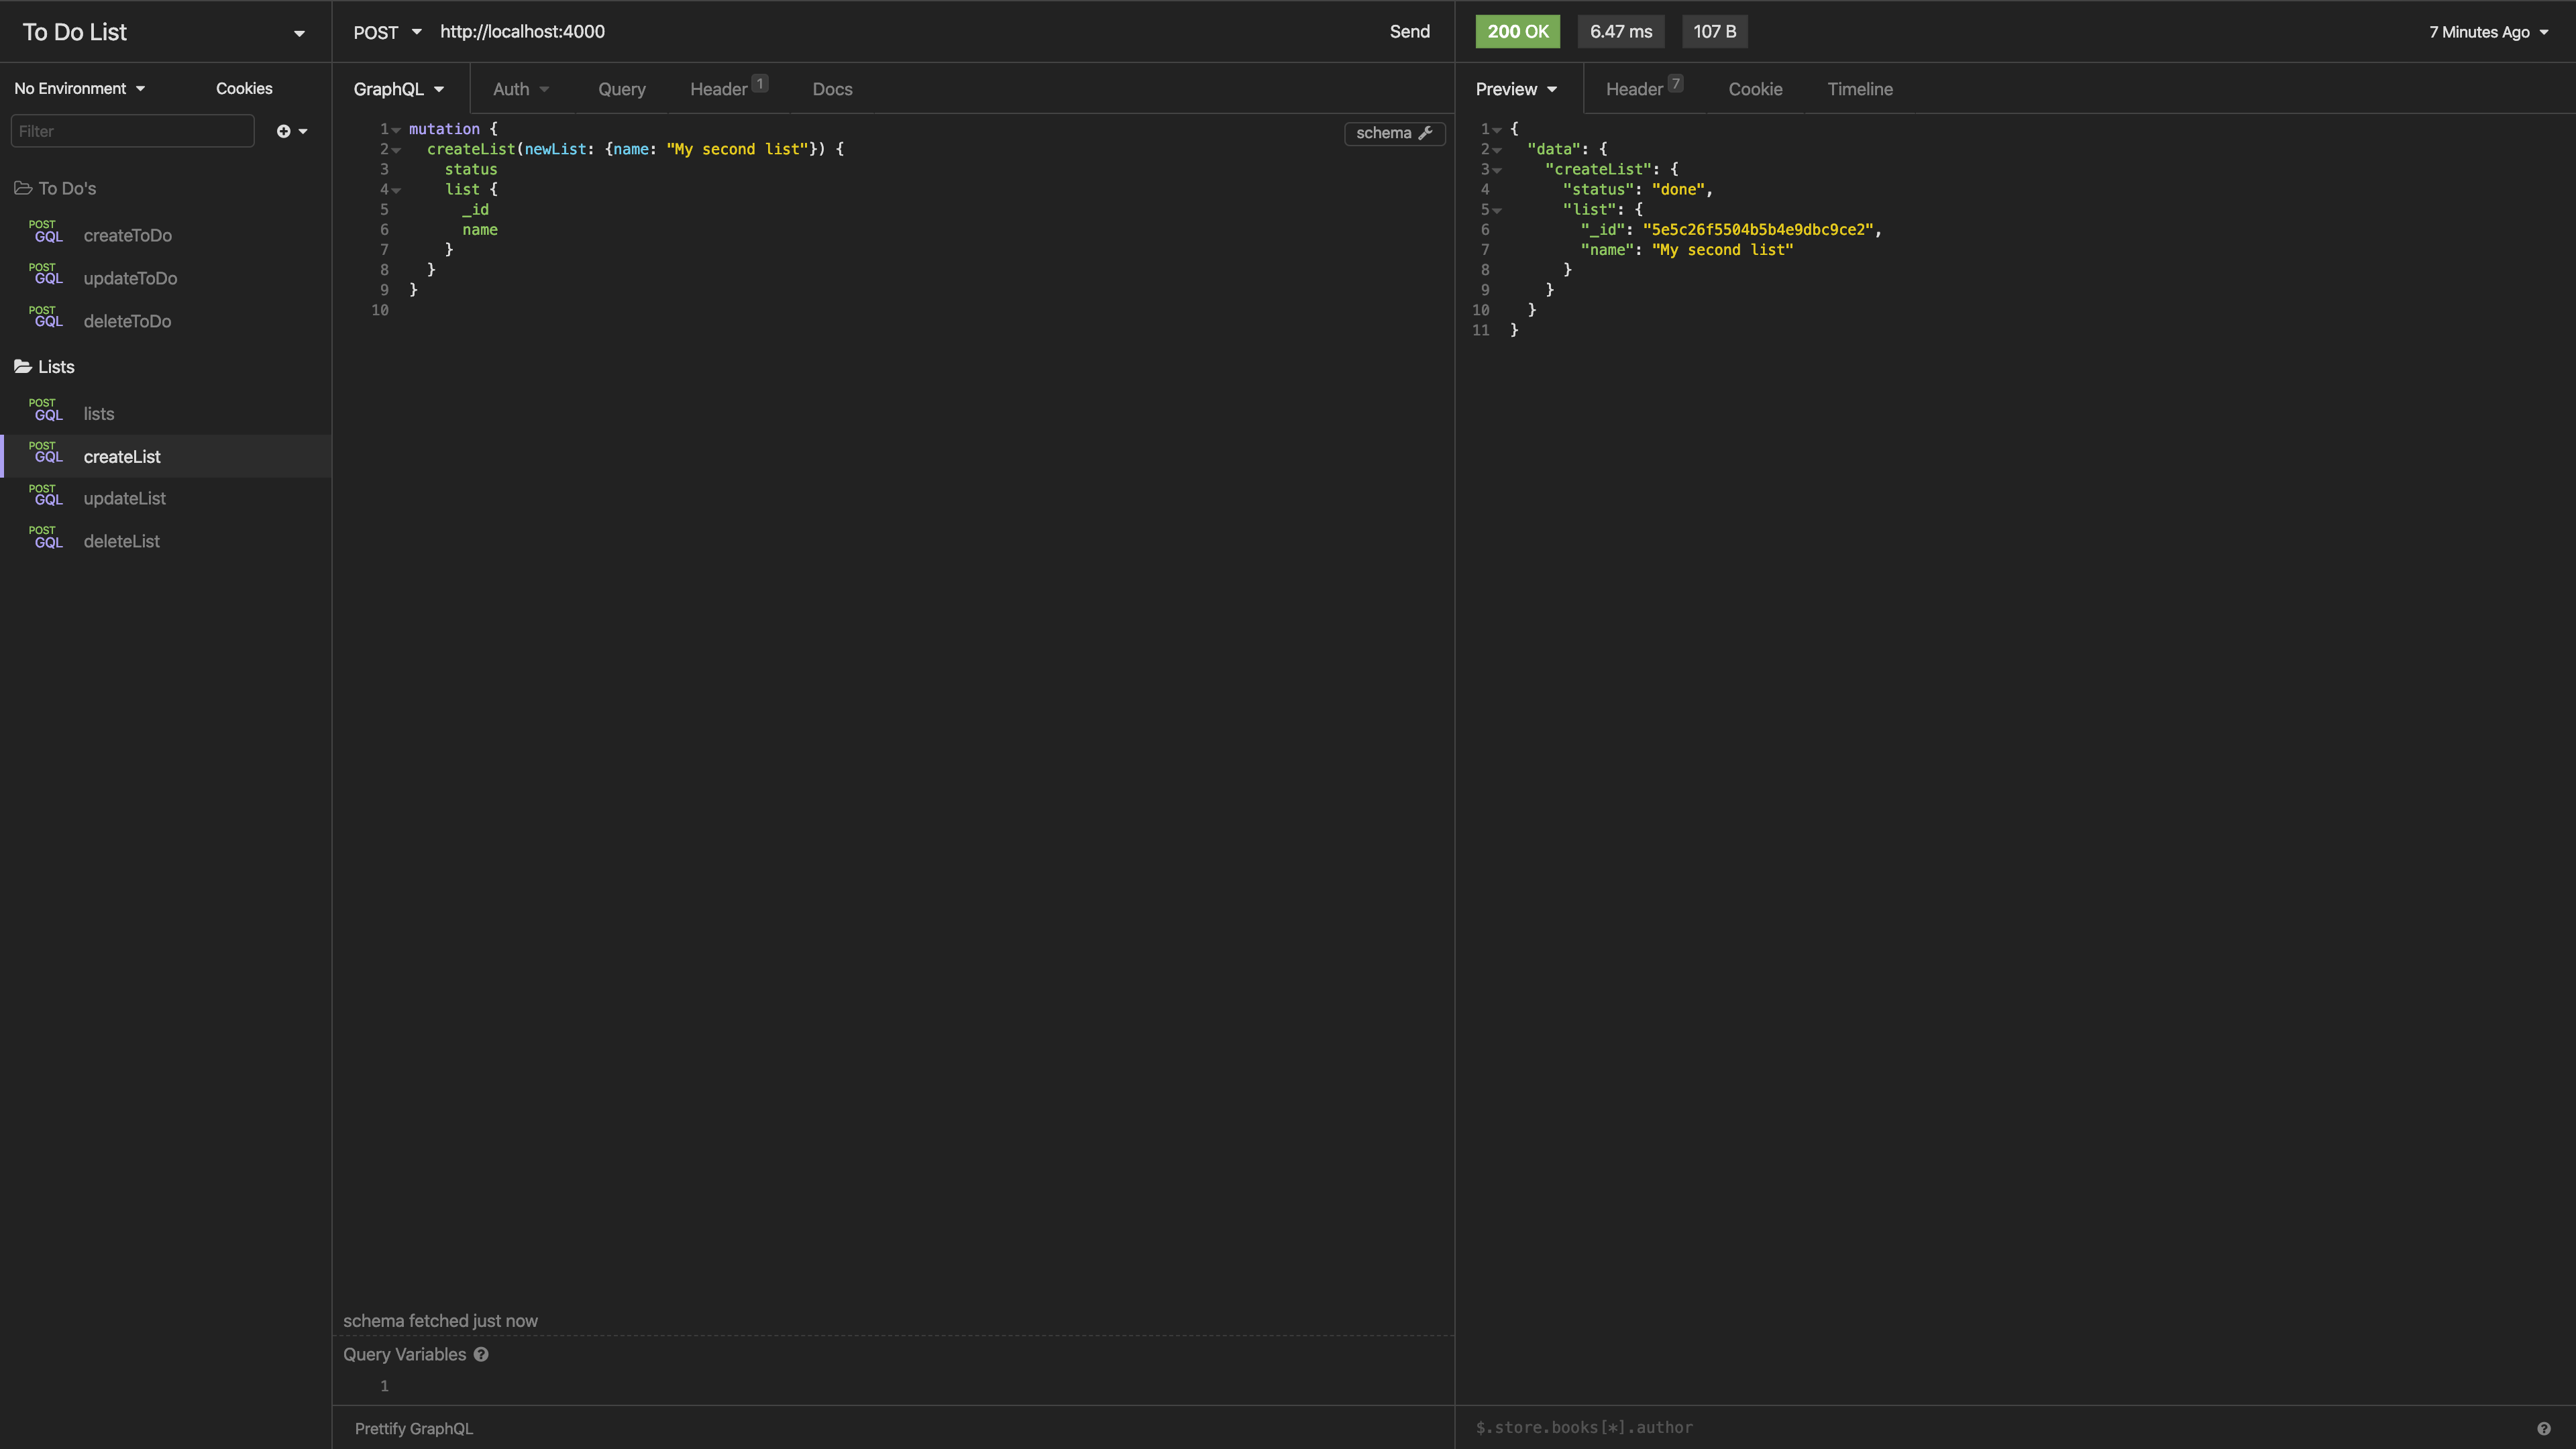 To Do List
No Environment
Cookies
Filter
To Do's
POST
GQL createToDo
POST
GQL updateToDo
POST
GQL deleteToDo
Lists
POST
GQL lists
POST
GQL createList
POST
GQL updateList
POST
GQL deleteList
POST http://localhost:4000 Send
GraphQL Auth Query Header 1 Docs
schema
1 mutation {
2 createList(newList: {name: "My second list"}) {
3 status
4 list {
5 _id
6 name
7 }
8 }
9 }
10
schema fetched just now
Query Variables
1
Prettify GraphQL
200 OK 6.47 ms 107 B 7 Minutes Ago
Preview Header 7 Cookie Timeline
1 {
2 "data": {
3 "createList": {
4 "status": "done",
5 "list": {
6 "_id": "5e5c26f5504b5b4e9dbc9ce2",
7 "name": "My second list"
8 }
9 }
10 }
11 }
$.store.books[*].author